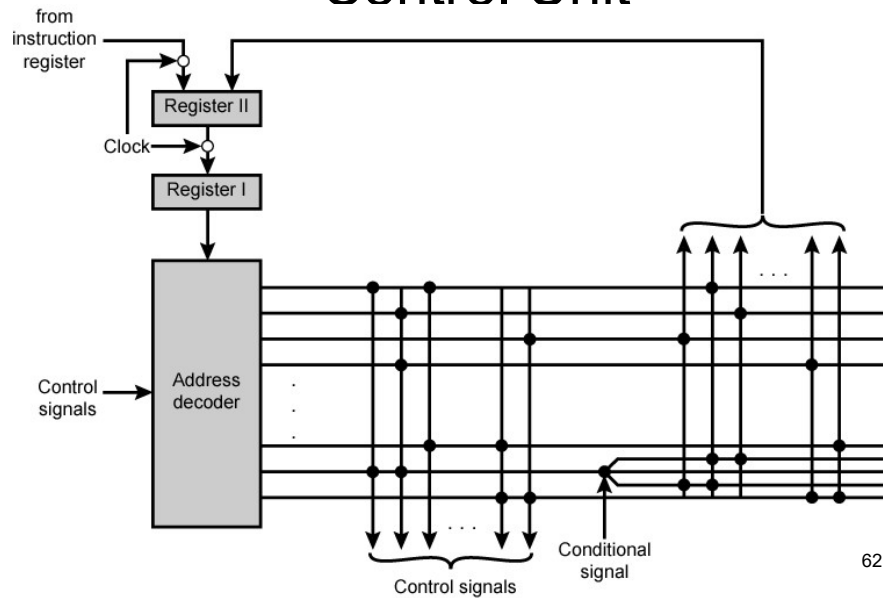 Control Unit
from
instruction
register
Register II
Clock
Register I
. . .
Control
signals
Address
decoder
.
.
.
. . .
Conditional
signal
Control signals
62